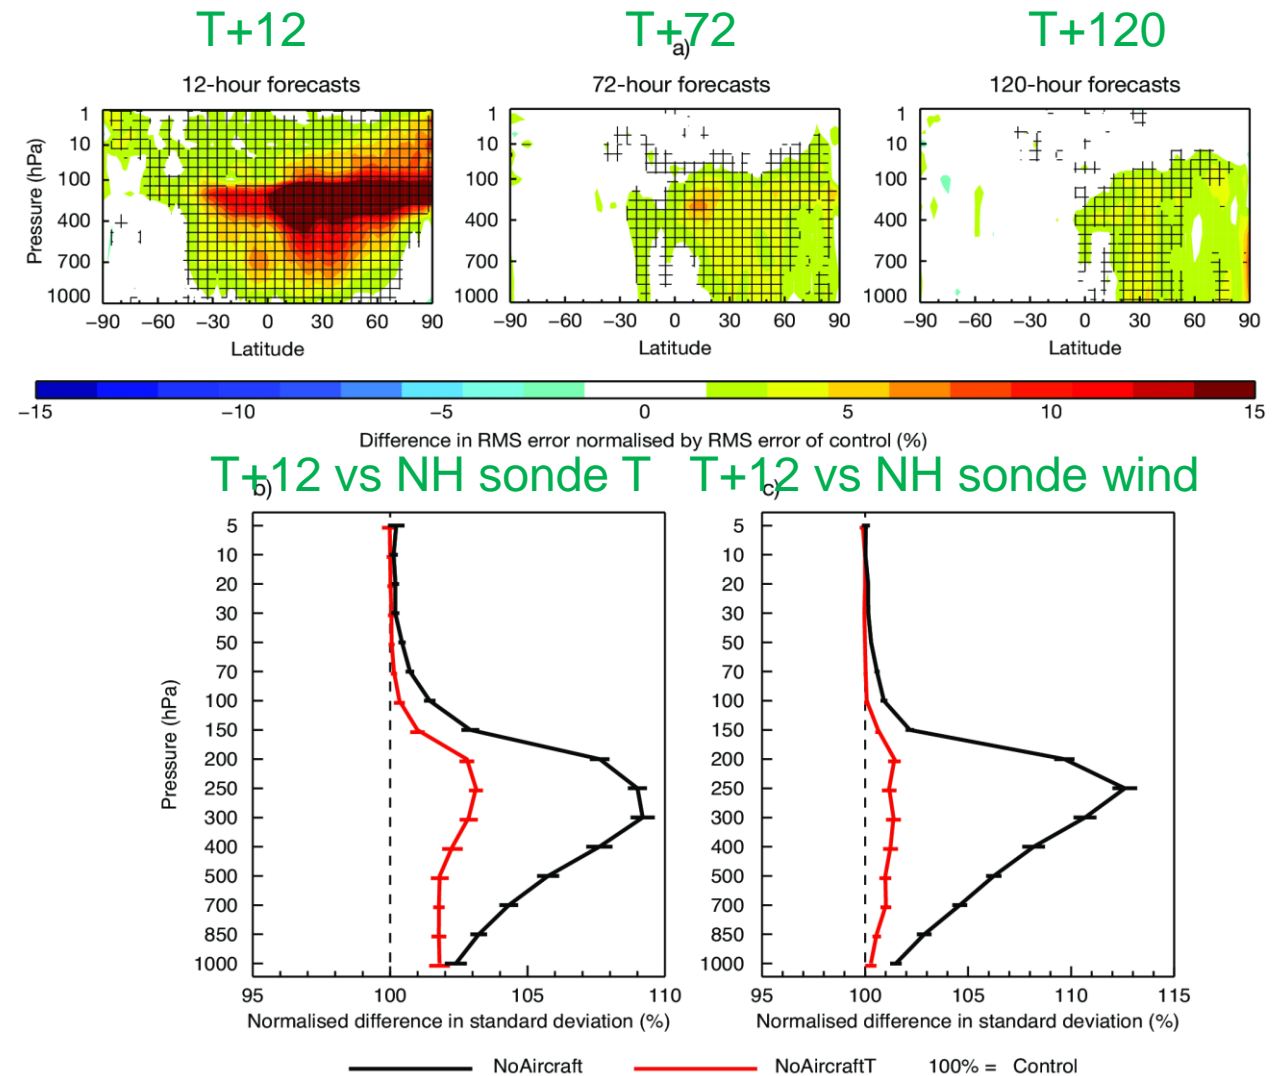 T+12 T+72 T+120
a)
12-hour forecasts 72-hour forecasts 120-hour forecasts
Pressure (hPa)
1 10 100 400 700 1000
1 10 100 400 700 1000
1 10 100 400 700 1000
−90 −60 −30 0 30 60 90
−90 −60 −30 0 30 60 90
−90 −60 −30 0 30 60 90
Latitude Latitude Latitude
−15 −10 −5 0 5 10 15
Difference in RMS error normalised by RMS error of control (%)
T+12 vs NH sonde T T+12 vs NH sonde wind
b) c)
Pressure (hPa)
5 5
10 10
20 20
30 30
50 50
70 70
100 100
150 150
200 200
250 250
300 300
400 400
500 500
700 700
850 850
1000 1000
95 100 105 110 95 100 105 110 115
Normalised difference in standard deviation (%) Normalised difference in standard deviation (%)
NoAircraft NoAircraftT 100% = Control